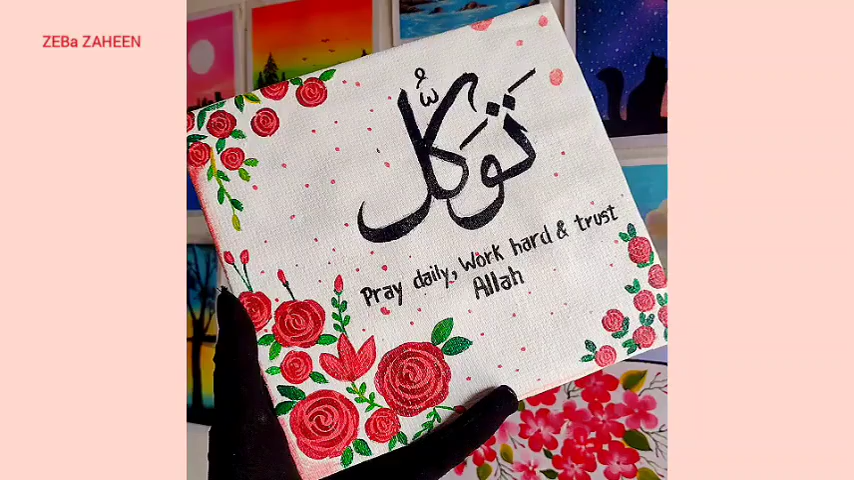 ZEBa ZAHEEN
تَوَكُّل
Pray daily, Work hard & trust
Allah